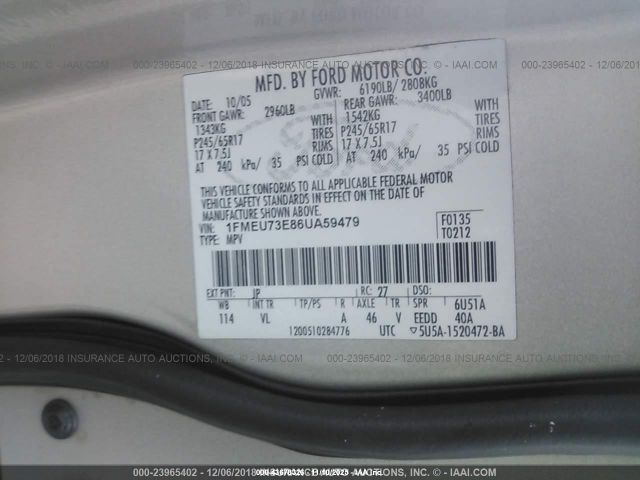 000-23965402 - 12/06/2018 - INSURANCE AUTO AUCTIONS, INC. - IAAI.COM
MFD. BY FORD MOTOR CO.
DATE: 10/05 GVWR: 6190LB/ 2808KG
FRONT GAWR: 2960LB REAR GAWR: 3400LB
1343KG WITH 1542KG WITH
P245/65R17 TIRES P245/65R17 TIRES
17 X 7.5J RIMS 17 X 7.5J RIMS
AT 240 kPa/ 35 PSI COLD AT 240 kPa/ 35 PSI COLD
THIS VEHICLE CONFORMS TO ALL APPLICABLE FEDERAL MOTOR
VEHICLE SAFETY STANDARDS IN EFFECT ON THE DATE OF
MANUFACTURE SHOWN ABOVE.
VIN: 1FMEU73E86UA59479 F0135
TYPE: MPV T0212
EXT PNT: JP RC: 27 DSO:
WB INT TR TP/PS R AXLE TR SPR 6U51A
114 VL A 46 V EEDD 40A
1200510284776 UTC 5U5A-1520472-BA
000-23965402 - 12/06/2018 - INSURANCE AUTO AUCTIONS, INC. - IAAI.COM
000-23965402 - 12/06/2018 - INSURANCE AUTO AUCTIONS, INC. - IAAI.COM